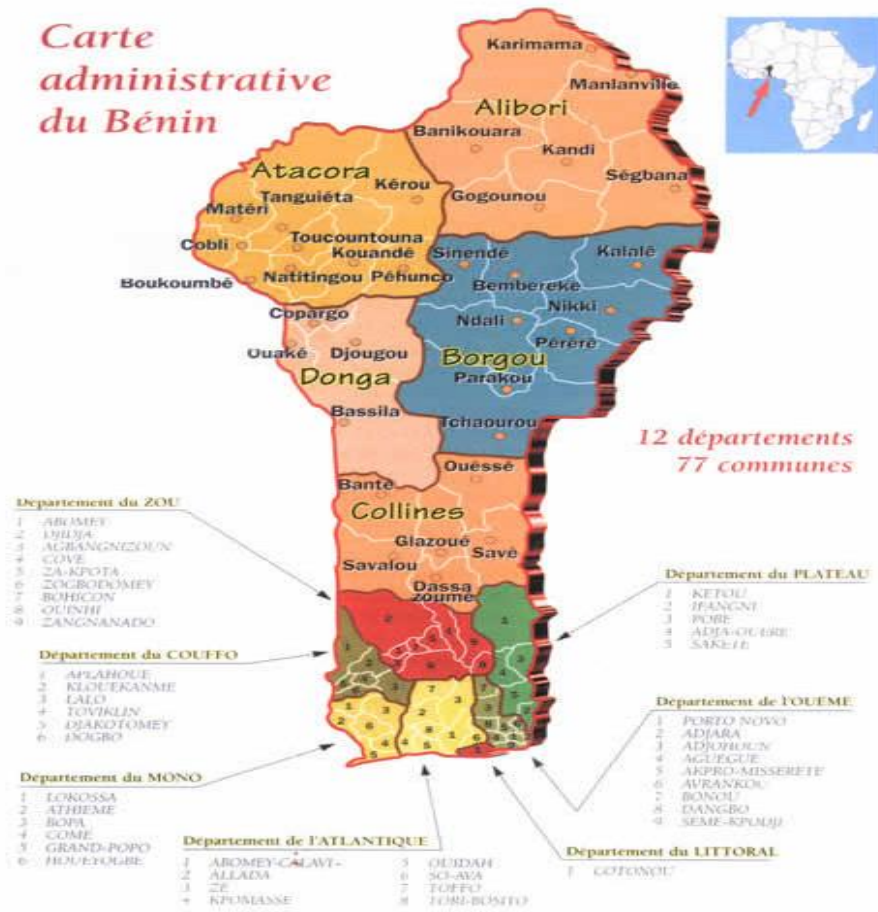 Carte
administrative
du Bénin
Karimama
Manlanville
Alibori
Banikouara
Kandi
Ségbana
Gogounou
Atacora
Kérou
Tanguiéta
Matéri
Toucountouna
Cobli
Kouandé
Boukoumbé
Natitingou
Péhunco
Sinendé
Kalalé
Bembereké
Nikki
Ndali
Péréré
Borgou
Parakou
Tchaourou
Copargo
Ouaké
Djougou
Donga
Bassila
12 départements
77 communes
Ouéssé
Bantè
Collines
Glazoué
Savè
Savalou
Dassa
zoumé
Département du ZOU
1 ABOMEY
2 DJIDJA
3 AGBANGNIZOUN
4 COVE
5 ZA-KPOTA
6 ZOGBODOMEY
7 BOHICON
8 OUINHI
9 ZANGNANADO
Département du COUFFO
1 APLAHOUE
2 KLOUEKANME
3 LALO
4 TOVIKLIN
5 DJAKOTOMEY
6 DOGBO
Département du MONO
1 LOKOSSA
2 ATHIEME
3 BOPA
4 COME
5 GRAND-POPO
6 HOUEYOGBE
Département de l'ATLANTIQUE
1 ABOMEY-CALAVI
2 ALLADA
3 ZE
4 KPOMASSE
5 OUIDAH
6 SO-AVA
7 TOFFO
8 TORI-BOSITO
Département du LITTORAL
1 COTONOU
Département du PLATEAU
1 KETOU
2 IFANGNI
3 POBE
4 ADJA-OUERE
5 SAKETE
Département de l'OUEME
1 PORTO NOVO
2 ADJARA
3 ADJOHOUN
4 AGUEGUE
5 AKPRO-MISSERETE
6 AVRANKOU
7 BONOU
8 DANGBO
9 SEME-KPODJI